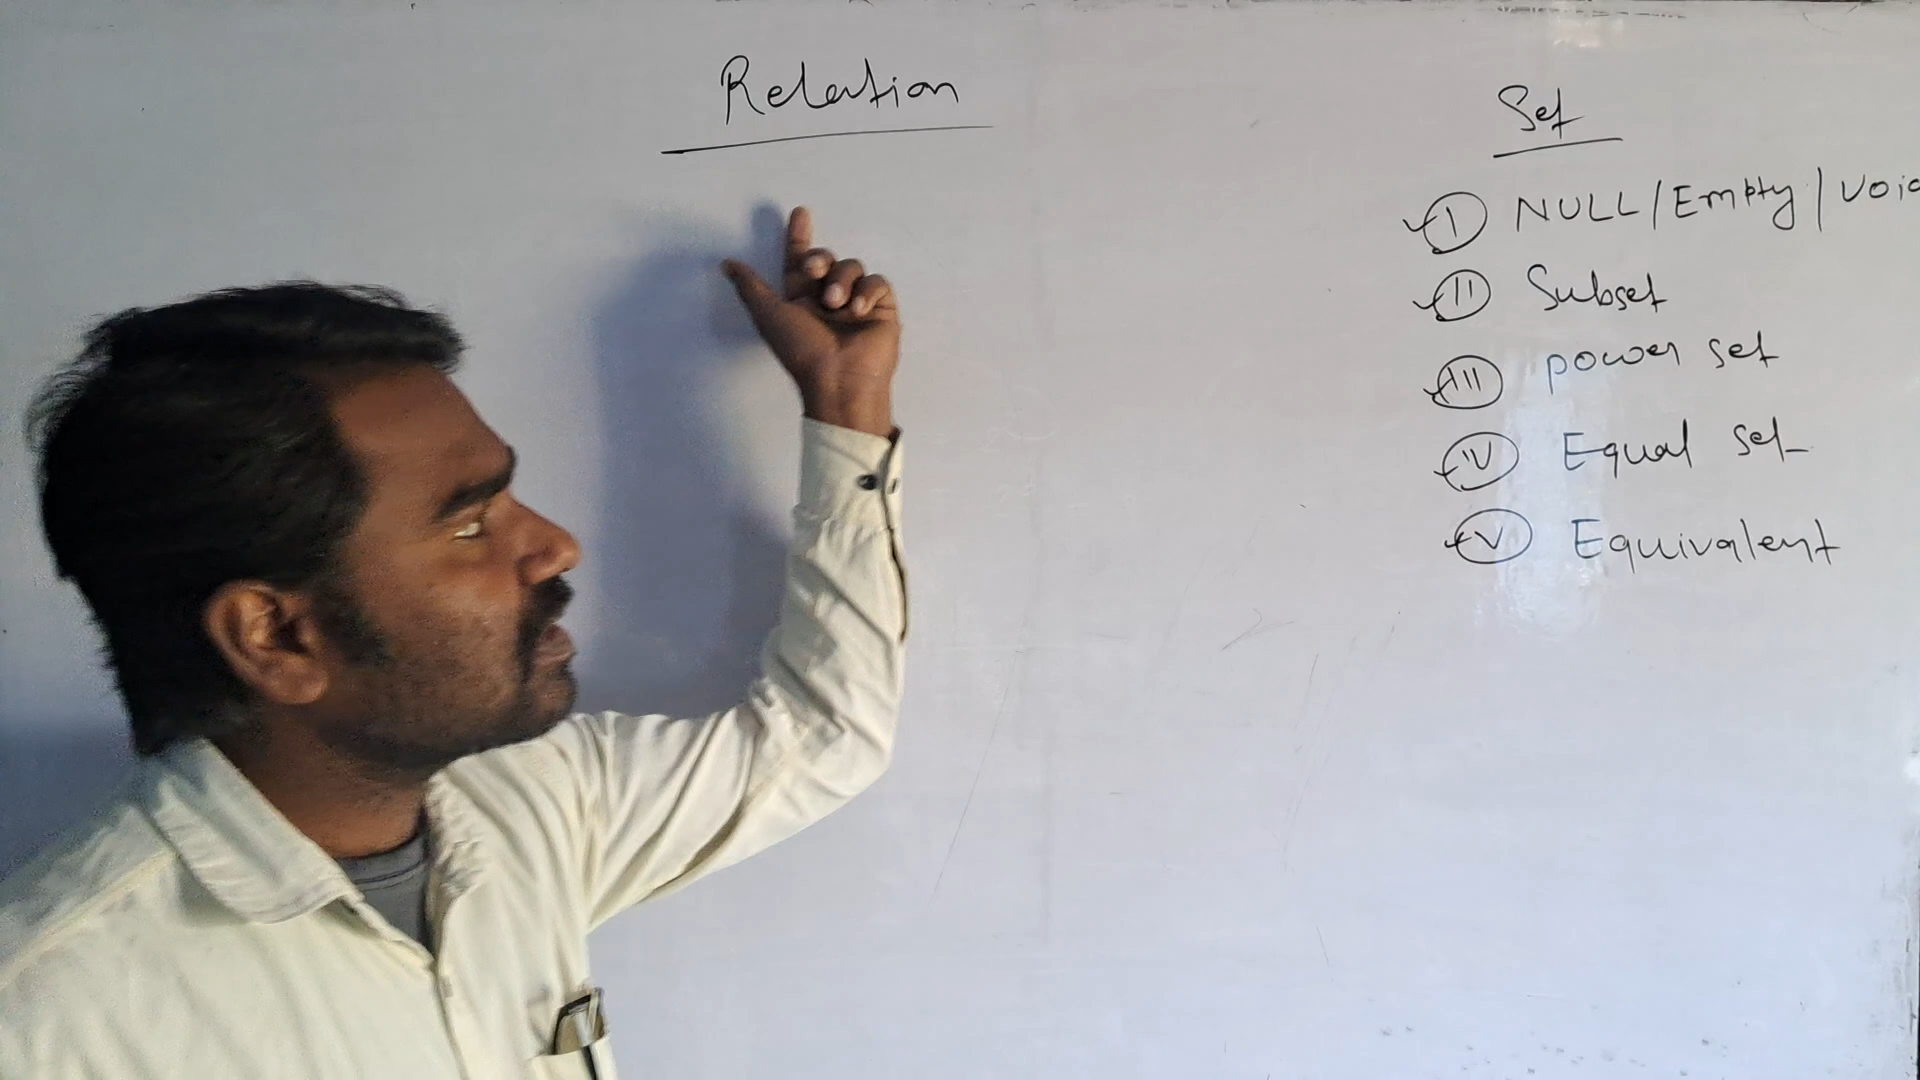 Relation
Set
I NULL/Empty/Void
II Subset
III power set
IV Equal set
V Equivalent